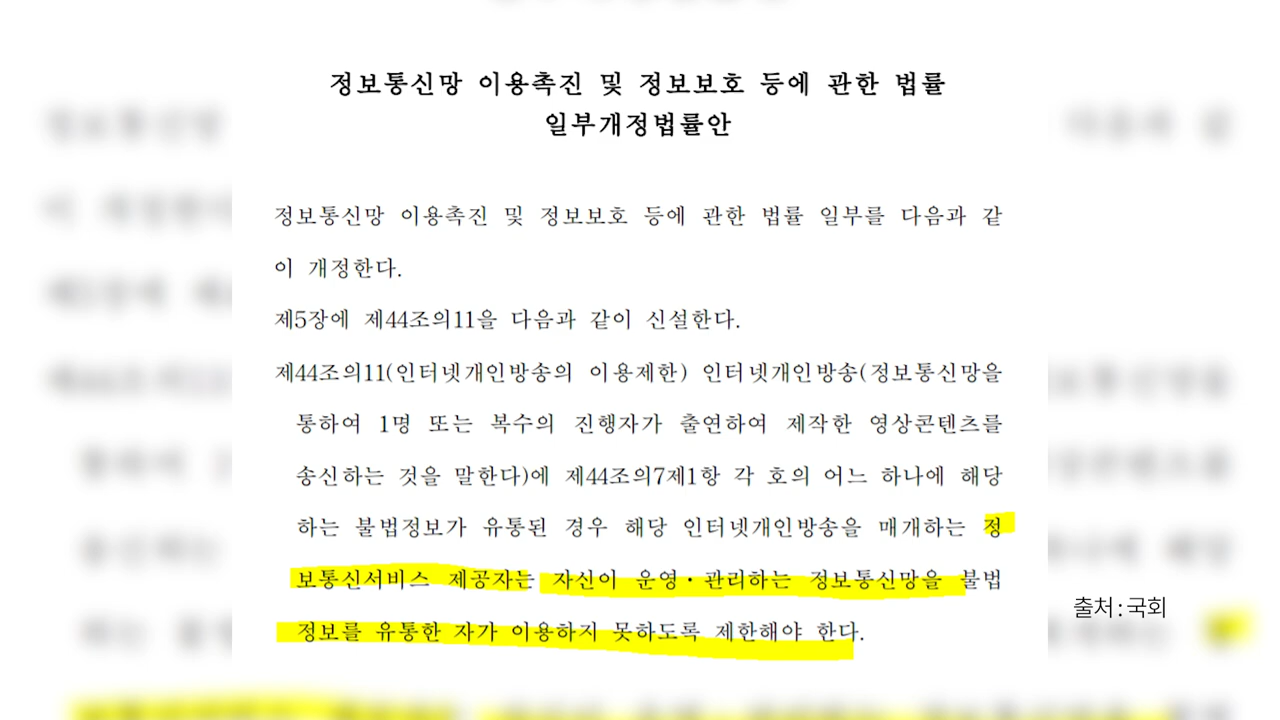 정보통신망 이용촉진 및 정보보호 등에 관한 법률
일부개정법률안
정보통신망 이용촉진 및 정보보호 등에 관한 법률 일부를 다음과 같
이 개정한다.
제5장에 제44조의11을 다음과 같이 신설한다.
제44조의11(인터넷개인방송의 이용제한) 인터넷개인방송(정보통신망을
통하여 1명 또는 복수의 진행자가 출연하여 제작한 영상콘텐츠를
송신하는 것을 말한다)에 제44조의7제1항 각 호의 어느 하나에 해당
하는 불법정보가 유통된 경우 해당 인터넷개인방송을 매개하는 정
보통신서비스 제공자는 자신이 운영·관리하는 정보통신망을 불법
정보를 유통한 자가 이용하지 못하도록 제한해야 한다.
출처:국회